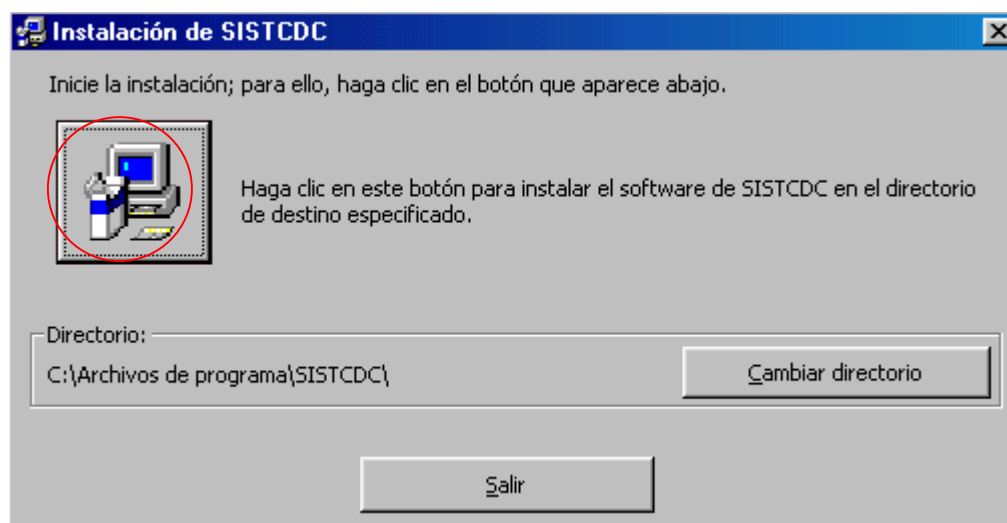 Instalación de SISTCDC
Inicie la instalación; para ello, haga clic en el botón que aparece abajo.
Haga clic en este botón para instalar el software de SISTCDC en el directorio
de destino especificado.
Directorio:
C:\Archivos de programa\SISTCDC\
Cambiar directorio
Salir